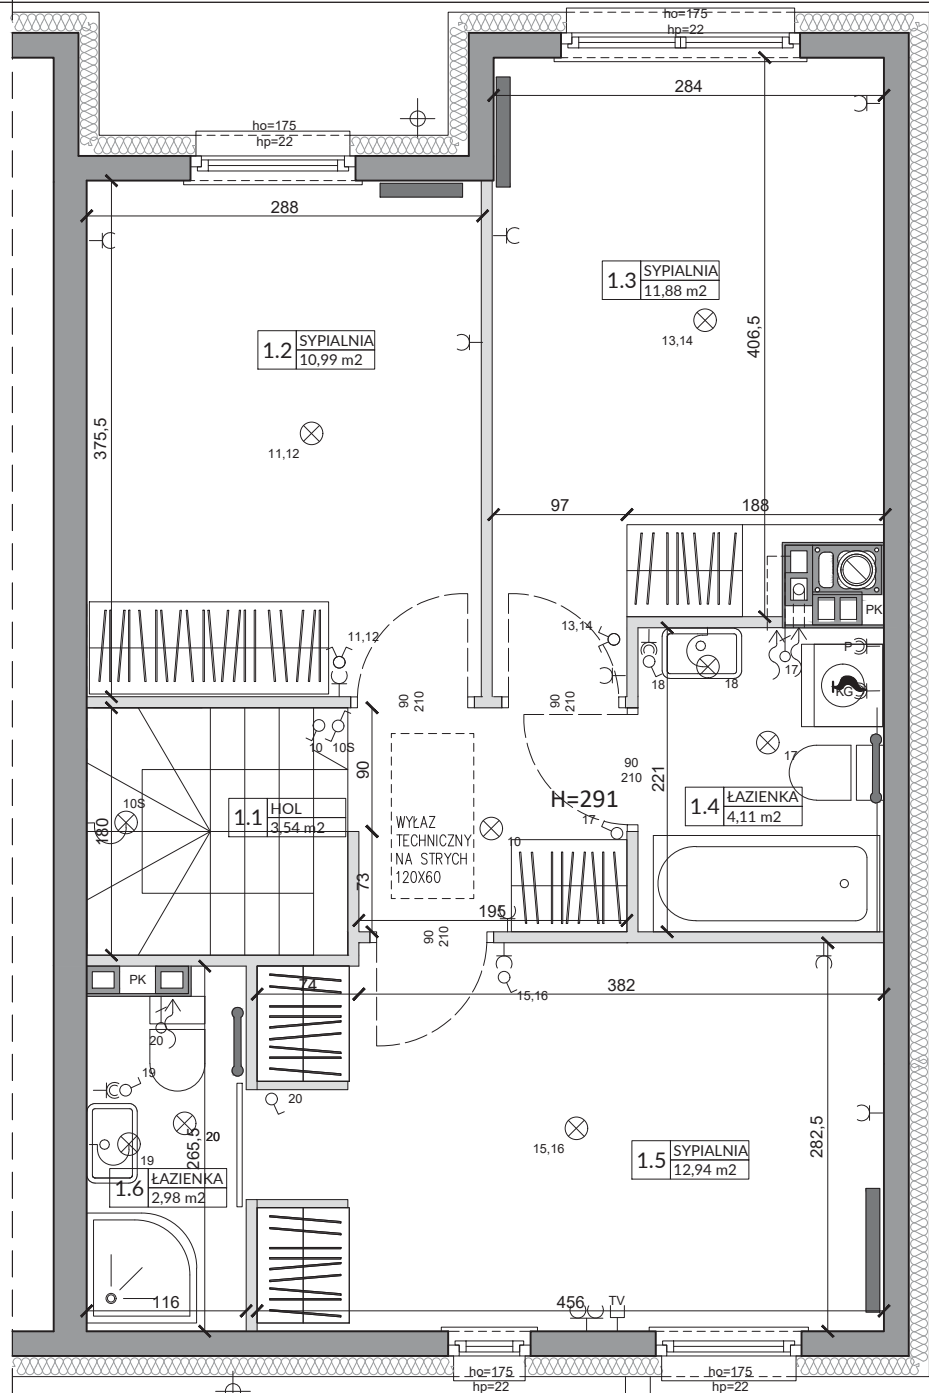 ho=175
hp=22
284
ho=175
hp=22
288
1.3
SYPIALNIA
11,88 m2
13,14
406,5
1.2
SYPIALNIA
10,99 m2
11,12
375,5
97
188
PK
11,12
13,14
P
18
18
17
KG
90
210
90
210
10
10S
90
90
210
221
17
H=291
1.4
ŁAZIENKA
4,11 m2
10S
180
1.1
HOL
3,54 m2
WYŁAZ
TECHNICZNY
NA STRYCH
120X60
10
17
73
195
90
210
PK
74
382
15,16
20
19
20
20
19
265,5
15,16
1.5
SYPIALNIA
12,94 m2
282,5
1.6
ŁAZIENKA
2,98 m2
116
456
TV
ho=175
hp=22
ho=175
hp=22